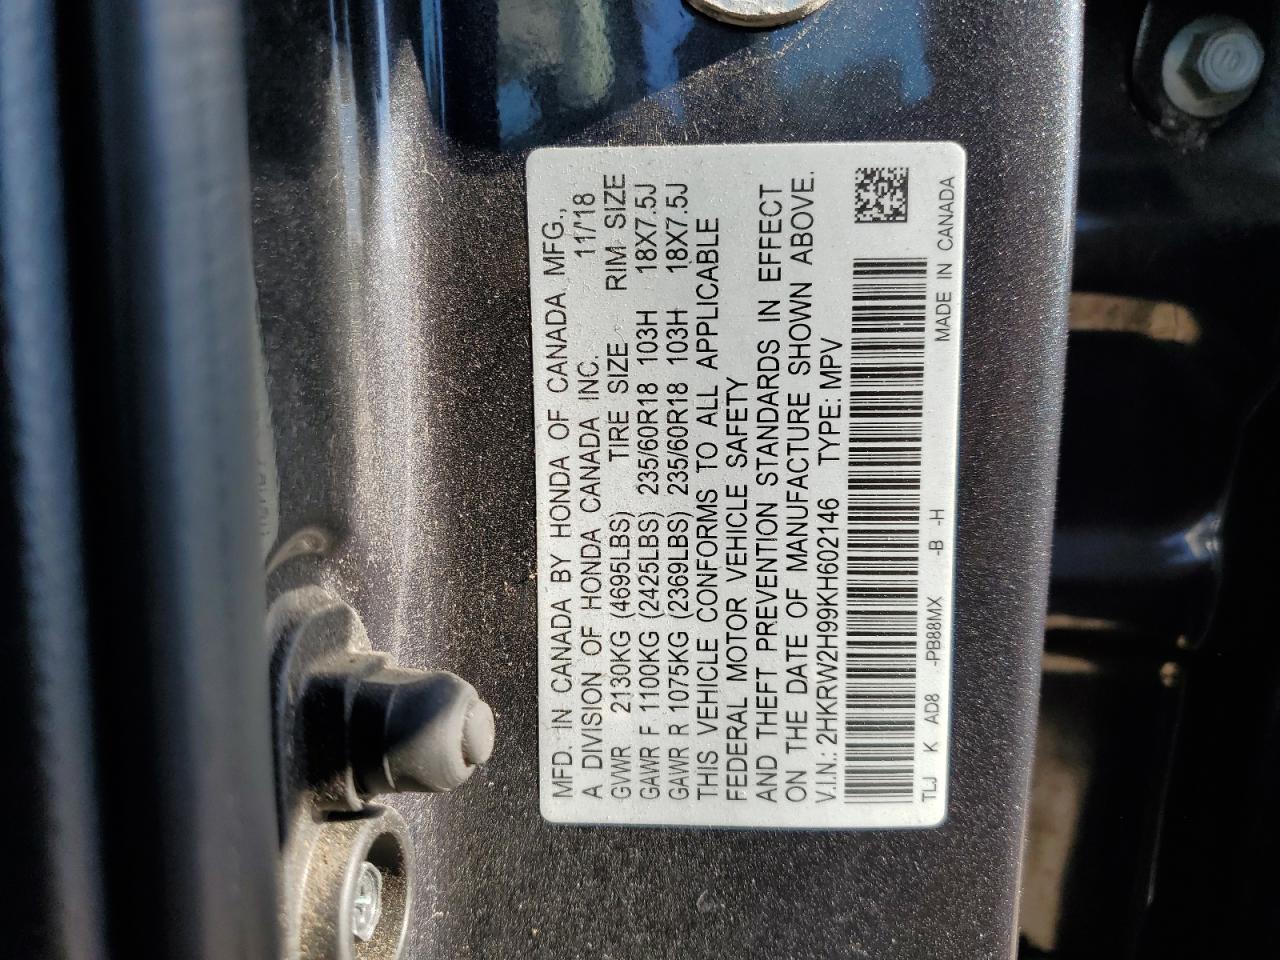 MFD. IN CANADA BY HONDA OF CANADA MFG.,
A DIVISION OF HONDA CANADA INC. 11/'18
GVWR 2130KG (4695LBS) TIRE SIZE RIM SIZE
GAWR F 1100KG (2425LBS) 235/60R18 103H 18X7.5J
GAWR R 1075KG (2369LBS) 235/60R18 103H 18X7.5J
THIS VEHICLE CONFORMS TO ALL APPLICABLE
FEDERAL MOTOR VEHICLE SAFETY
AND THEFT PREVENTION STANDARDS IN EFFECT
ON THE DATE OF MANUFACTURE SHOWN ABOVE.
V.I.N.: 2HKRW2H99KH602146 TYPE: MPV
TLJ K AD8 -PB88MX -B -H
MADE IN CANADA